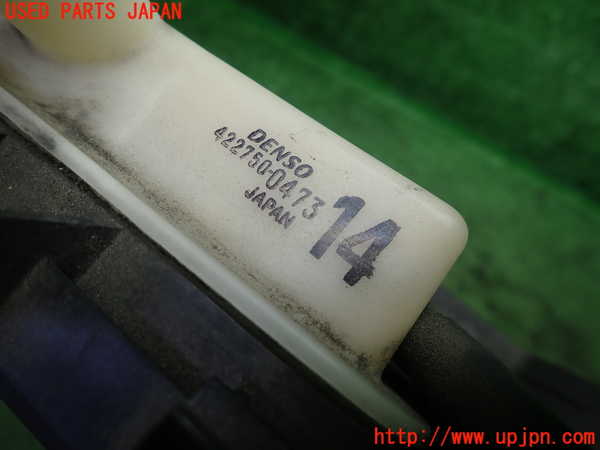 USED PARTS JAPAN
DENSO
422750-0473
JAPAN
14
http://www.upjpn.com/